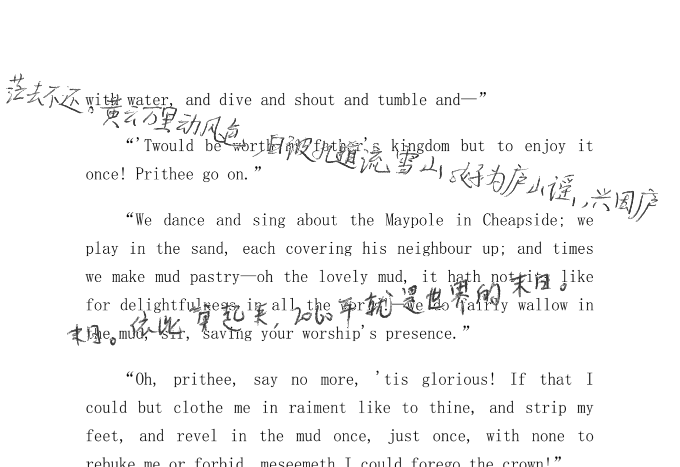 with water, and dive and shout and tumble and—”
茫去不还，黄云万里动风色。白波九道流雪山。好为庐山谣，兴因庐
“'Twould be worth my father's kingdom but to enjoy it
once! Prithee go on.”
“We dance and sing about the Maypole in Cheapside; we
play in the sand, each covering his neighbour up; and times
we make mud pastry—oh the lovely mud, it hath not its like
for delightfulness in all the world!—we do fairly wallow in
末日。依此算起来，2060年就是世界的末日。
the mud, sir, saving your worship's presence.”
“Oh, prithee, say no more, 'tis glorious! If that I
could but clothe me in raiment like to thine, and strip my
feet, and revel in the mud once, just once, with none to
rebuke me or forbid, meseemeth I could forego the crown!”